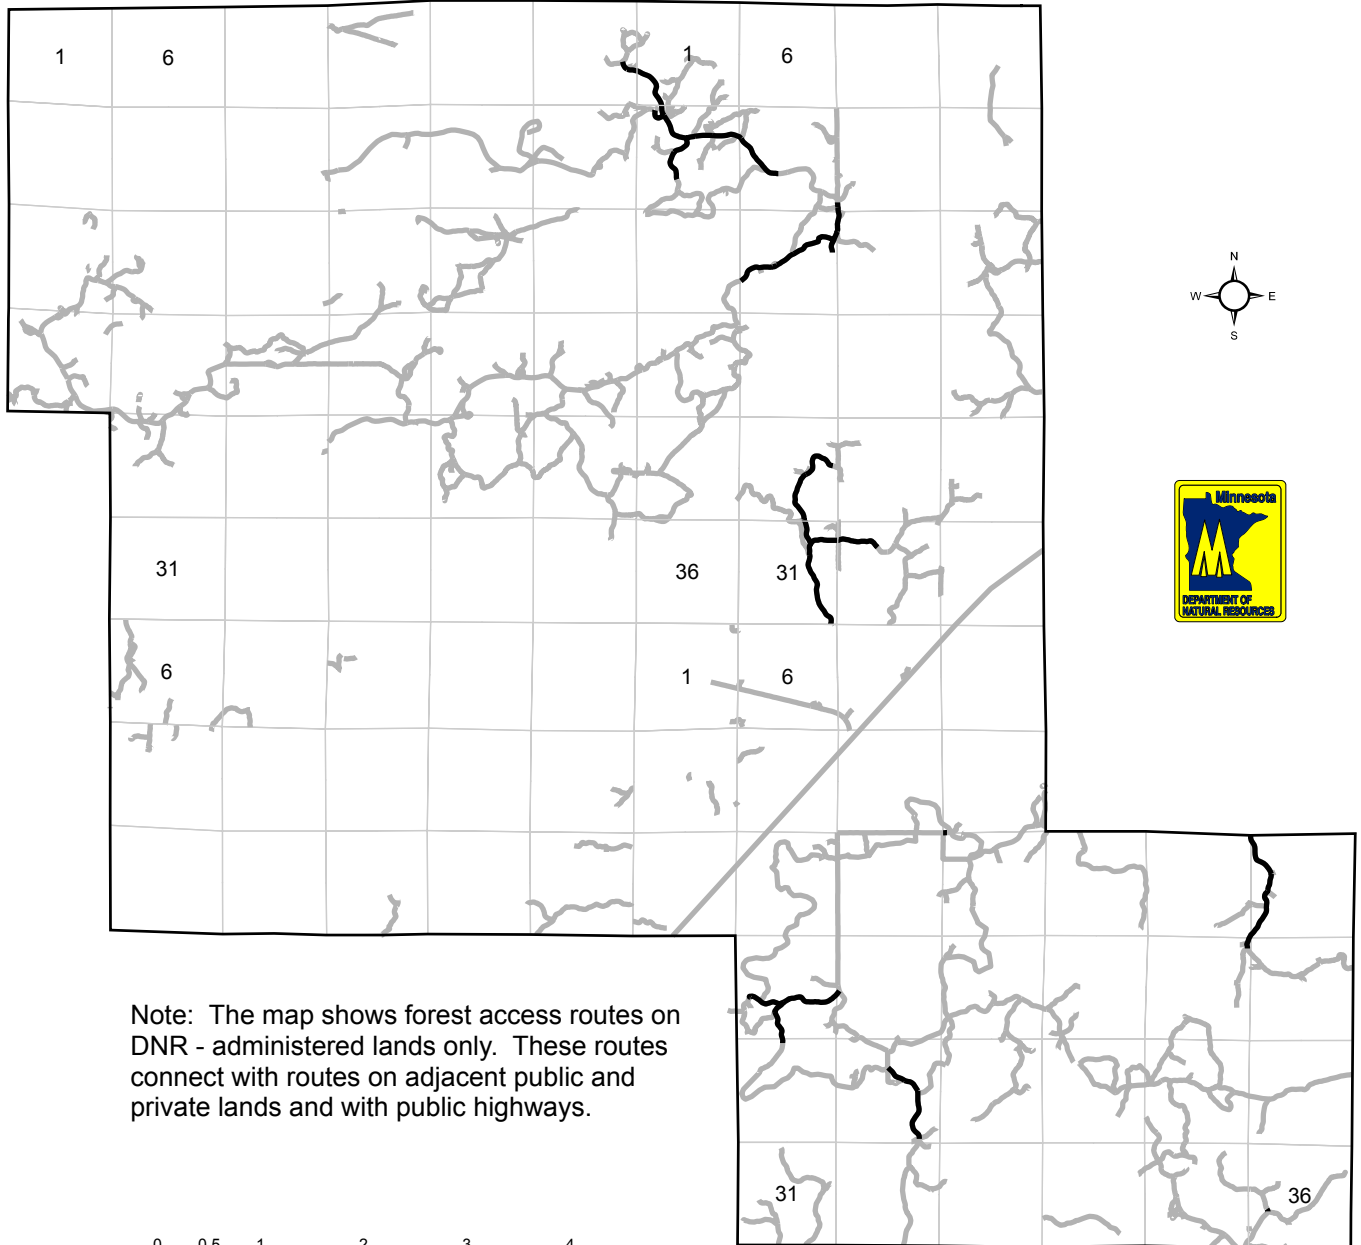 1 6 1 6
N
W E
S
Minnesota
DEPARTMENT OF
NATURAL RESOURCES
31 36 31
6 1 6
Note: The map shows forest access routes on
DNR - administered lands only. These routes
connect with routes on adjacent public and
private lands and with public highways.
31 36
0 0.5 1 2 3 4